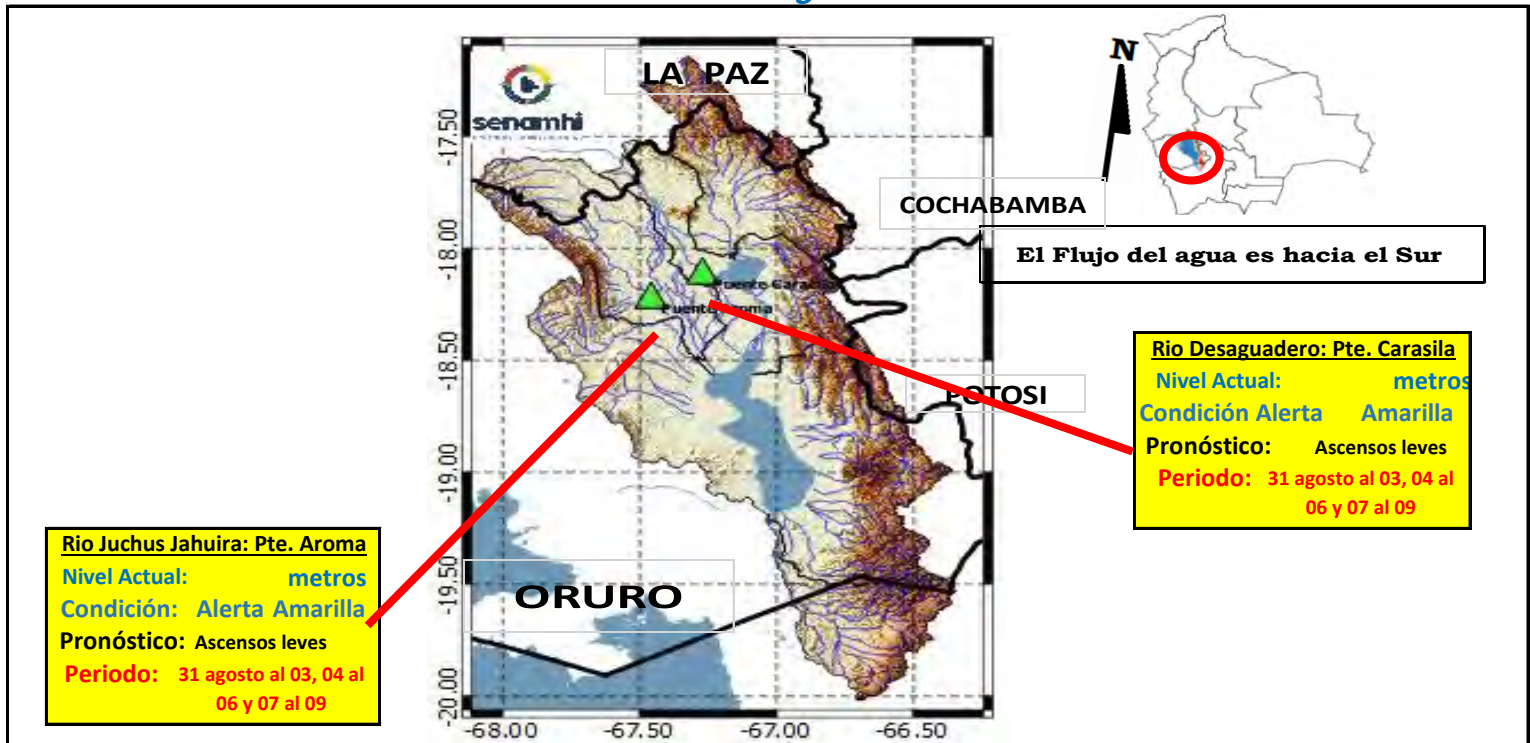 LA PAZ
senamhi
N
COCHABAMBA
El Flujo del agua es hacia el Sur
POTOSI
ORURO
Rio Desaguadero: Pte. Carasila
Nivel Actual: metros
Condición Alerta Amarilla
Pronóstico: Ascensos leves
Periodo: 31 agosto al 03, 04 al
06 y 07 al 09
Rio Juchus Jahuira: Pte. Aroma
Nivel Actual: metros
Condición: Alerta Amarilla
Pronóstico: Ascensos leves
Periodo: 31 agosto al 03, 04 al
06 y 07 al 09
-17.50
-18.00
-18.50
-19.00
-19.50
-20.00
-68.00 -67.50 -67.00 -66.50